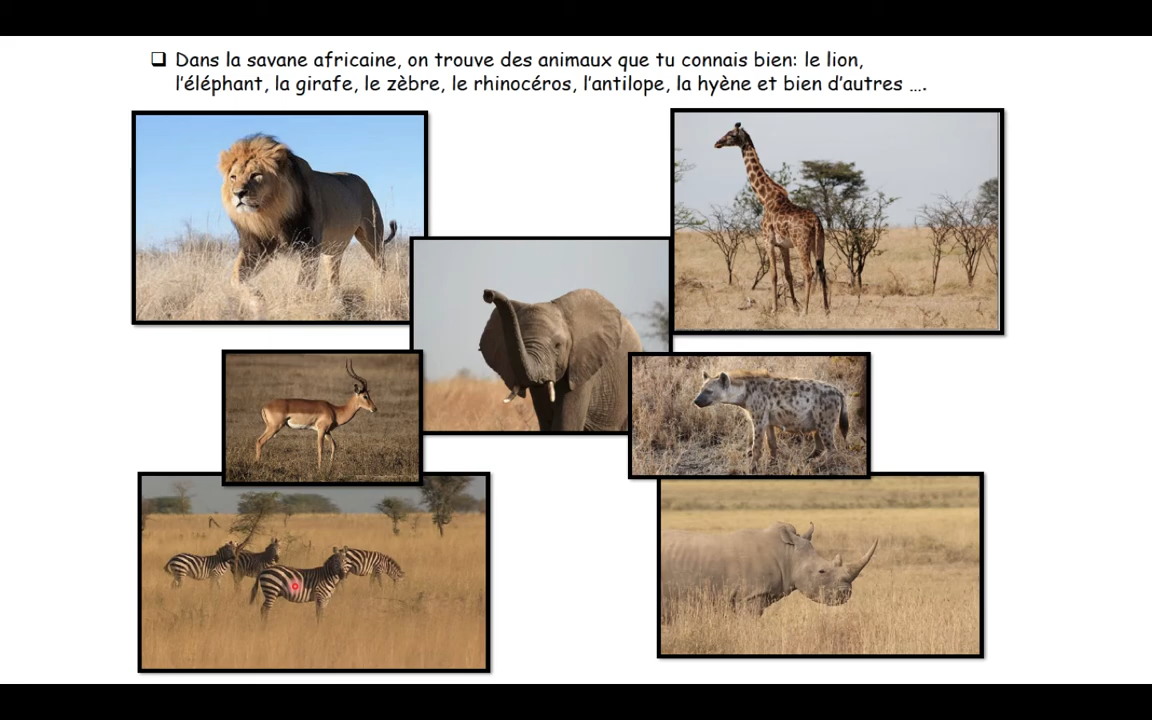 Dans la savane africaine, on trouve des animaux que tu connais bien: le lion,
l'éléphant, la girafe, le zèbre, le rhinocéros, l'antilope, la hyène et bien d'autres ….